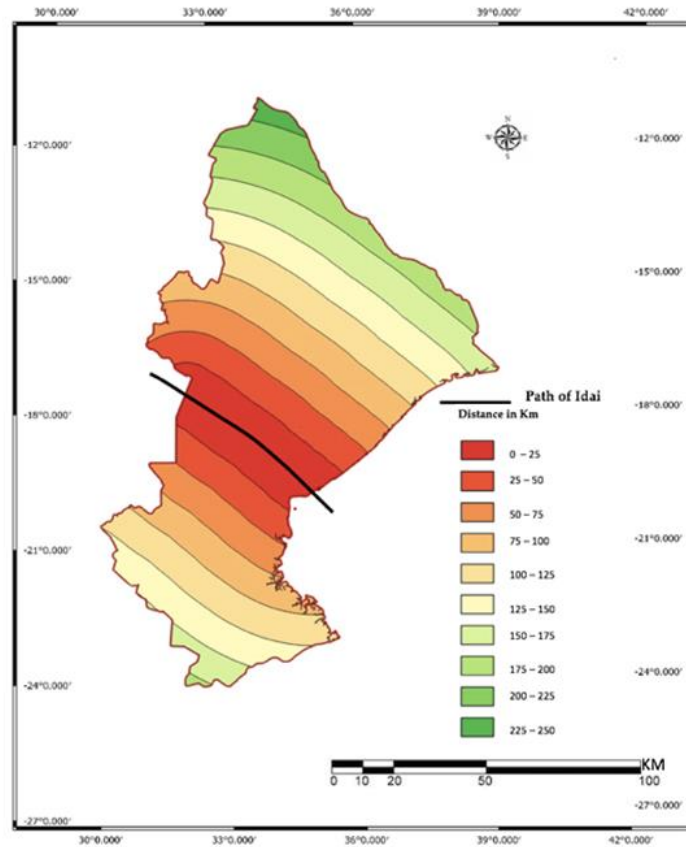 30°0.000′ 33°0.000′ 36°0.000′ 39°0.000′ 42°0.000′
N
W E
S
-12°0.000′ -12°0.000′
-15°0.000′ -15°0.000′
-18°0.000′ -18°0.000′
-21°0.000′ -21°0.000′
-24°0.000′ -24°0.000′
-27°0.000′ -27°0.000′
Path of Idai
Distance in Km
0 – 25
25 – 50
50 – 75
75 – 100
100 – 125
125 – 150
150 – 175
175 – 200
200 – 225
225 – 250
KM
0 10 20 50 100
30°0.000′ 33°0.000′ 36°0.000′ 39°0.000′ 42°0.000′